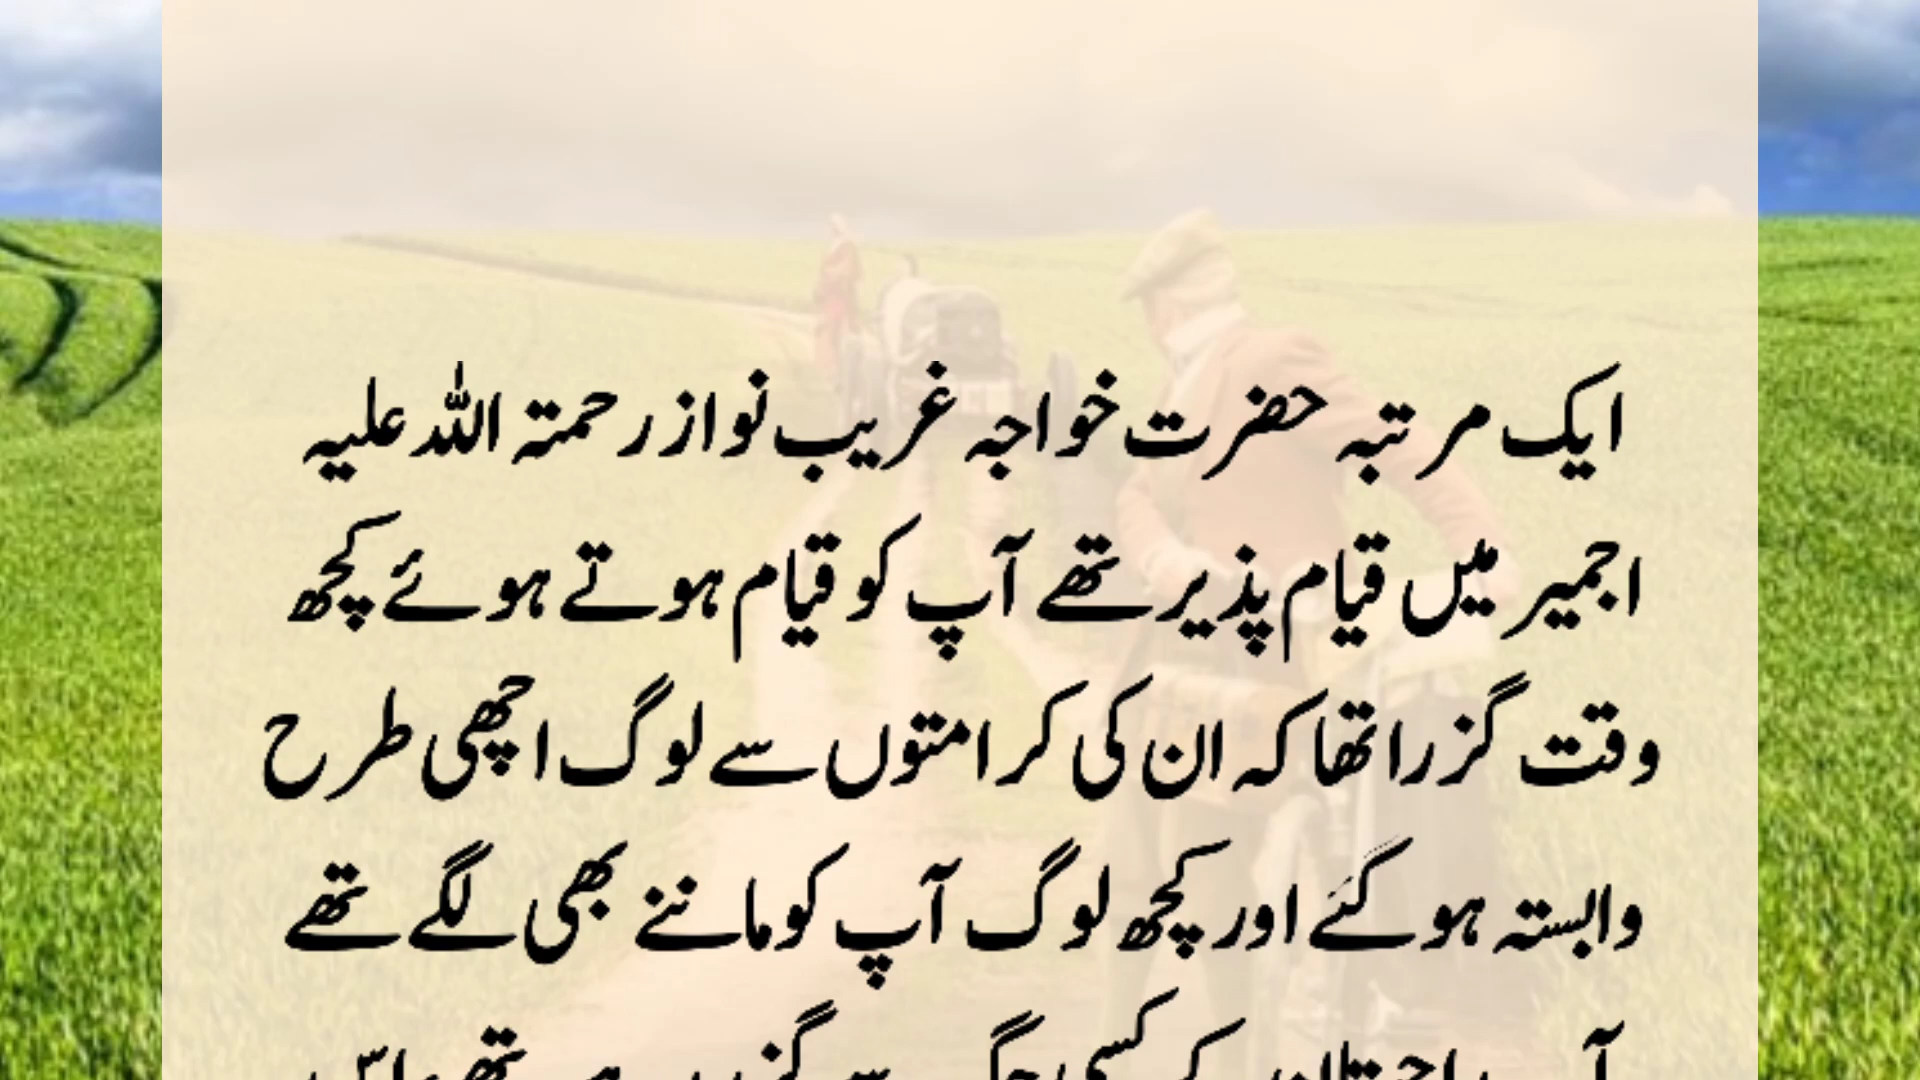 ایک مرتبہ حضرت خواجہ غریب نواز رحمتہ اللہ علیہ
اجمیر میں قیام پذیر تھے آپ کو قیام ہوتے ہوئے کچھ
وقت گزرا تھا کہ ان کی کرامتوں سے لوگ اچھی طرح
وابستہ ہو گئے اور کچھ لوگ آپ کو ماننے بھی لگے تھے